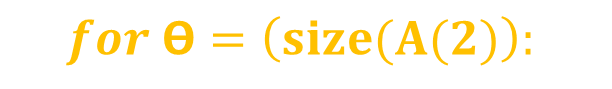 for Θ = (size(A(2)):